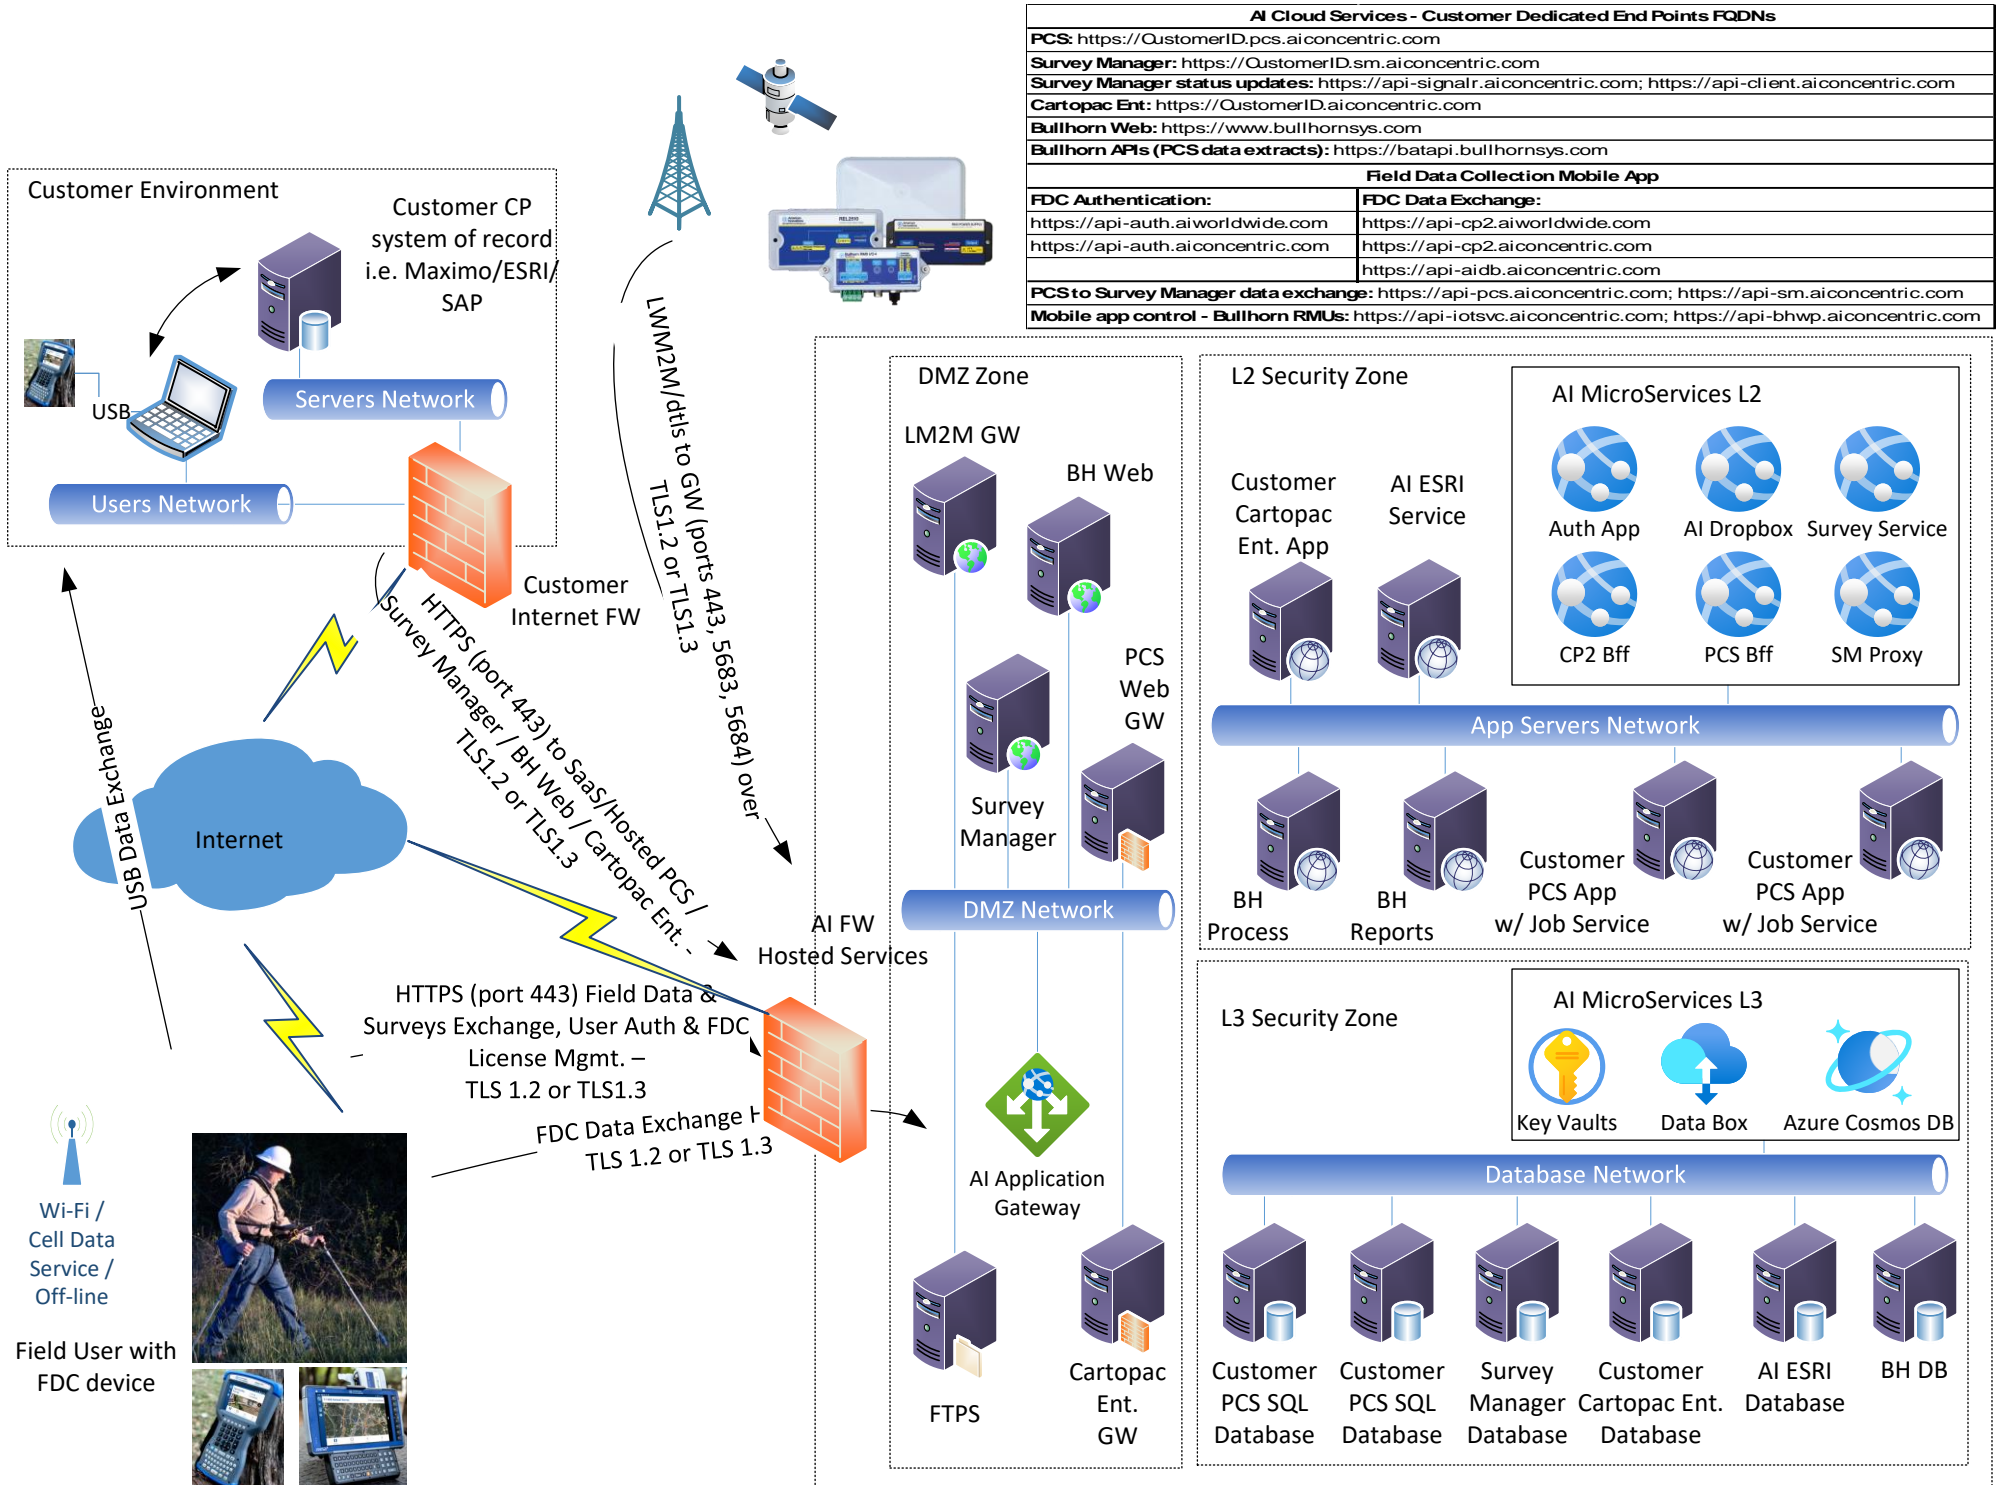 AI Cloud Services - Customer Dedicated End Points FQDNs
PCS: https://CustomerID.pcs.aiconcentric.com
Survey Manager: https://CustomerID.sm.aiconcentric.com
Survey Manager status updates: https://api-signalr.aiconcentric.com; https://api-client.aiconcentric.com
Cartopac Ent: https://CustomerID.aiconcentric.com
Bullhorn Web: https://www.bullhornsys.com
Bullhorn APIs (PCS data extracts): https://batapi.bullhornsys.com
Field Data Collection Mobile App
FDC Authentication:
FDC Data Exchange:
https://api-auth.aiworldwide.com
https://api-cp2.aiworldwide.com
https://api-auth.aiconcentric.com
https://api-cp2.aiconcentric.com
https://api-aidb.aiconcentric.com
PCS to Survey Manager data exchange: https://api-pcs.aiconcentric.com; https://api-sm.aiconcentric.com
Mobile app control - Bullhorn RMUs: https://api-iotsvc.aiconcentric.com; https://api-bhwp.aiconcentric.com
Customer Environment
Customer CP
system of record
i.e. Maximo/ESRI/
SAP
USB
Servers Network
Users Network
Customer
Internet FW
LWM2M/dtls to GW (ports 443, 5683, 5684) over
TLS1.2 or TLS1.3
HTTPS (port 443) to SaaS/Hosted PCS /
Survey Manager / BH Web / Cartopac Ent. -
TLS1.2 or TLS1.3
USB Data Exchange
Internet
AI FW
Hosted Services
HTTPS (port 443) Field Data &
Surveys Exchange, User Auth & FDC
License Mgmt. –
TLS 1.2 or TLS1.3
FDC Data Exchange
TLS 1.2 or TLS 1.3
Wi-Fi /
Cell Data
Service /
Off-line
Field User with
FDC device
DMZ Zone
LM2M GW
BH Web
PCS
Web
GW
Survey
Manager
DMZ Network
AI Application
Gateway
FTPS
Cartopac
Ent.
GW
L2 Security Zone
AI MicroServices L2
Auth App
AI Dropbox
Survey Service
CP2 Bff
PCS Bff
SM Proxy
Customer
Cartopac
Ent. App
AI ESRI
Service
App Servers Network
BH
Process
BH
Reports
Customer
PCS App
w/ Job Service
Customer
PCS App
w/ Job Service
L3 Security Zone
AI MicroServices L3
Key Vaults
Data Box
Azure Cosmos DB
Database Network
Customer
PCS SQL
Database
Customer
PCS SQL
Database
Survey
Manager
Database
Customer
Cartopac Ent.
Database
AI ESRI
Database
BH DB